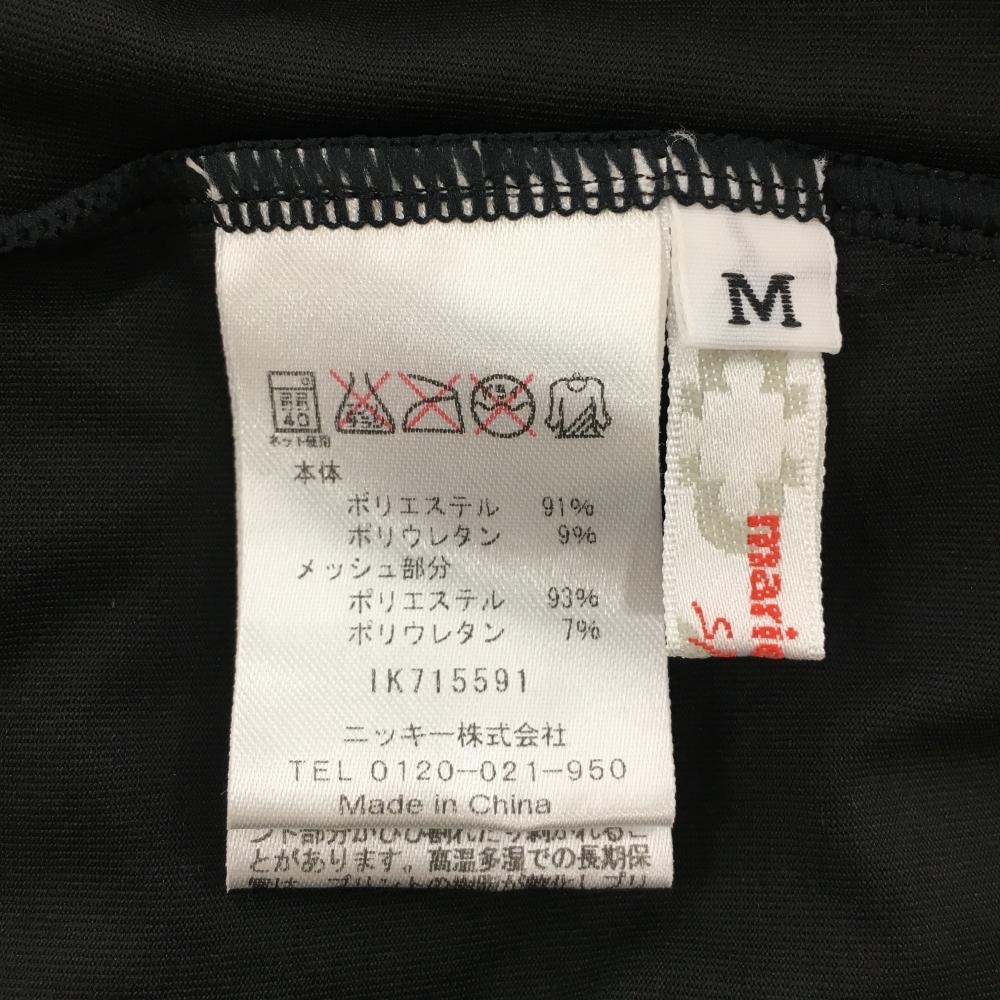 M
40
ネット使用
本体
ポリエステル 91%
ポリウレタン 9%
メッシュ部分
ポリエステル 93%
ポリウレタン 7%
IK715591
ニッキー株式会社
TEL 0120-021-950
Made in China
とがあります。高温多湿での長期保
mario